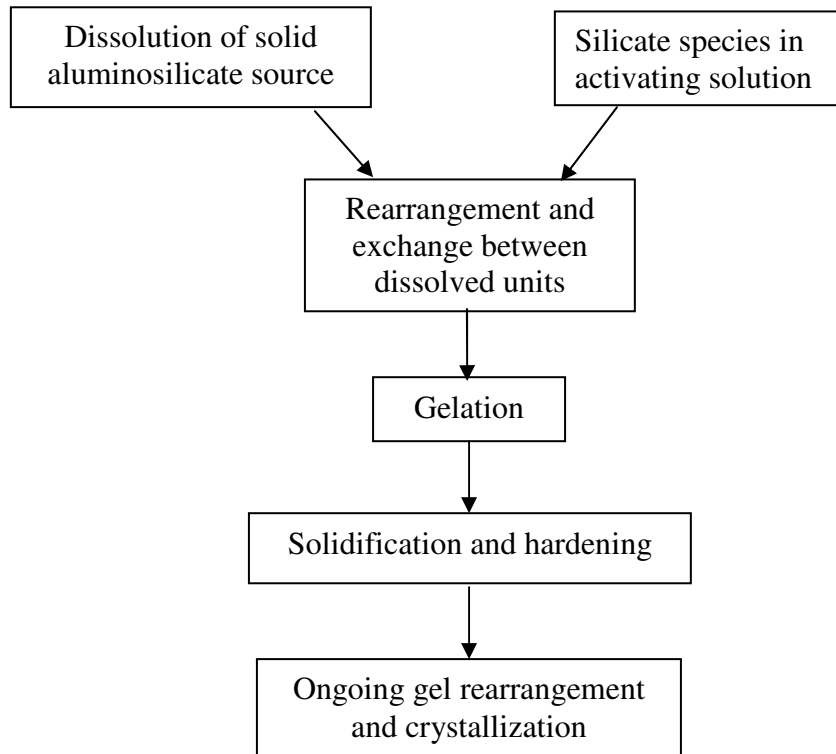 Dissolution of solid
aluminosilicate source
Silicate species in
activating solution
Rearrangement and
exchange between
dissolved units
Gelation
Solidification and hardening
Ongoing gel rearrangement
and crystallization